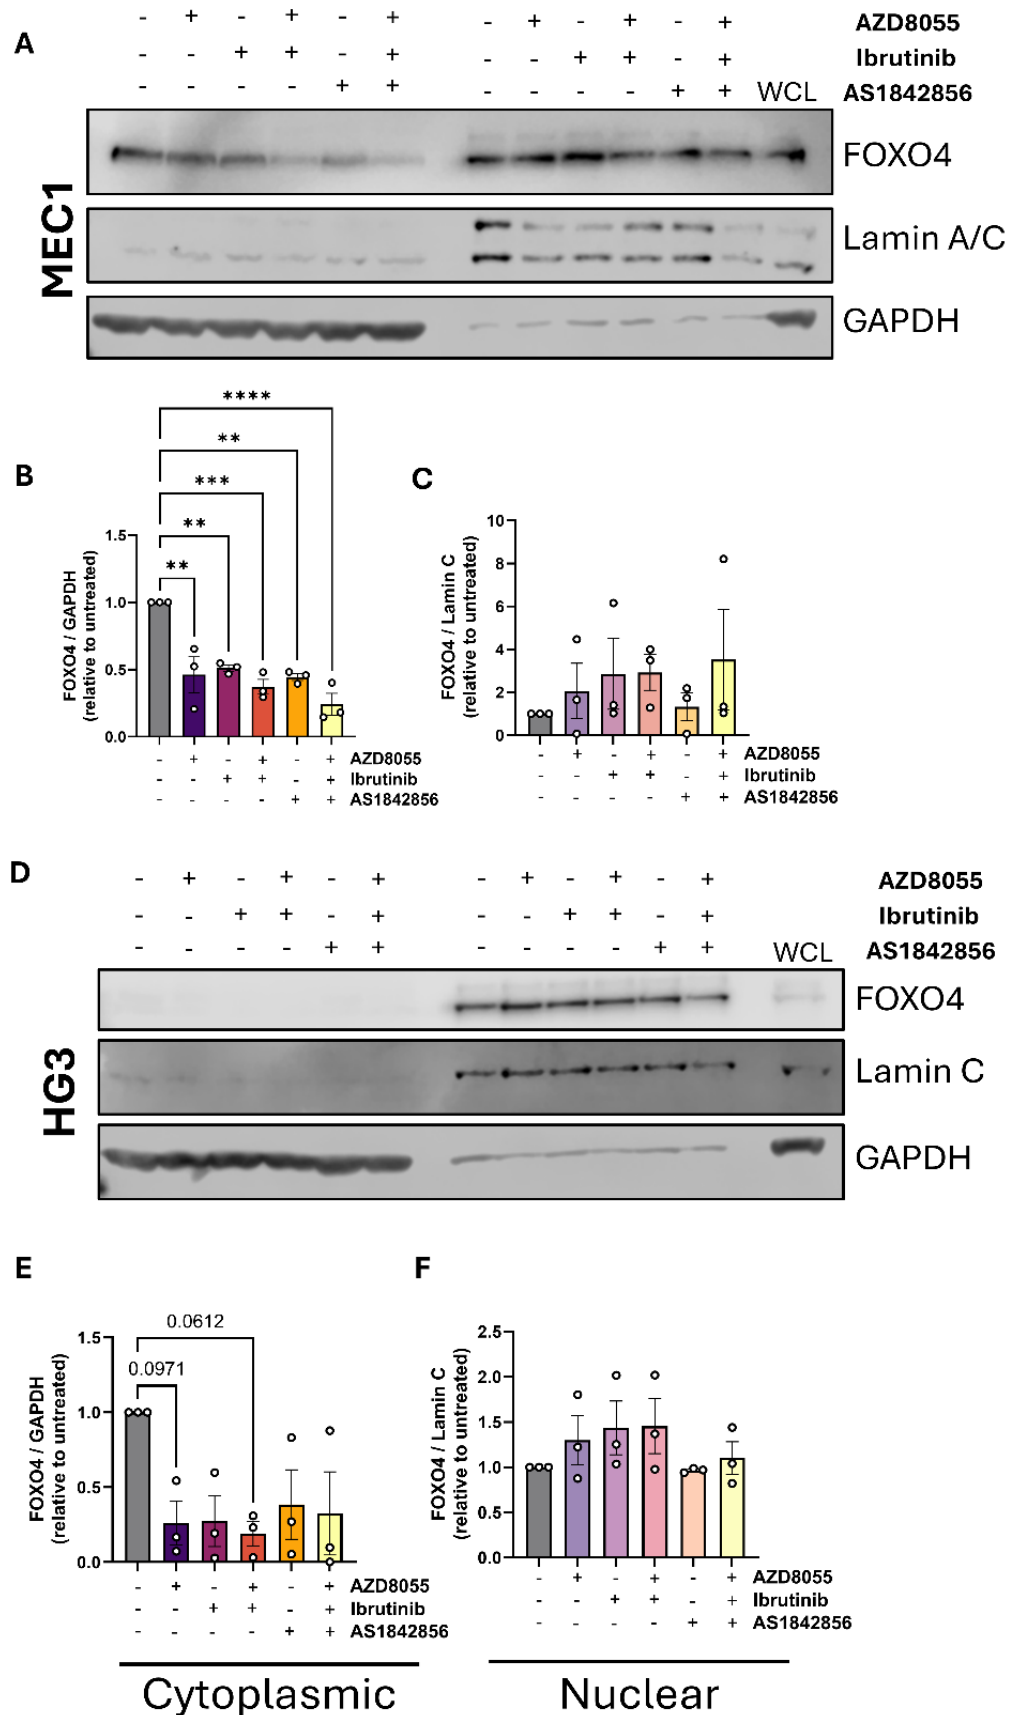 A
- + - + - + - + - + - + AZD8055
- - + + - + - - + + - + Ibrutinib
- - - - + + - - - - + + WCL AS1842856
MEC1
FOXO4
Lamin A/C
GAPDH
B
****
**
***
**
**
1.5
1.0
0.5
0.0
FOXO4 / GAPDH
(relative to untreated)
- + - + - + AZD8055
- - + + - + Ibrutinib
- - - - + + AS1842856
C
10
8
6
4
2
0
FOXO4 / Lamin C
(relative to untreated)
- + - + - + AZD8055
- - + + - + Ibrutinib
- - - - + + AS1842856
D
- + - + - + - + - + - + AZD8055
- - + + - + - - + + - + Ibrutinib
- - - - + + - - - - + + WCL AS1842856
HG3
FOXO4
Lamin C
GAPDH
E
0.0612
0.0971
1.5
1.0
0.5
0.0
FOXO4 / GAPDH
(relative to untreated)
- + - + - + AZD8055
- - + + - + Ibrutinib
- - - - + + AS1842856
Cytoplasmic
F
2.5
2.0
1.5
1.0
0.5
0.0
FOXO4 / Lamin C
(relative to untreated)
- + - + - + AZD8055
- - + + - + Ibrutinib
- - - - + + AS1842856
Nuclear